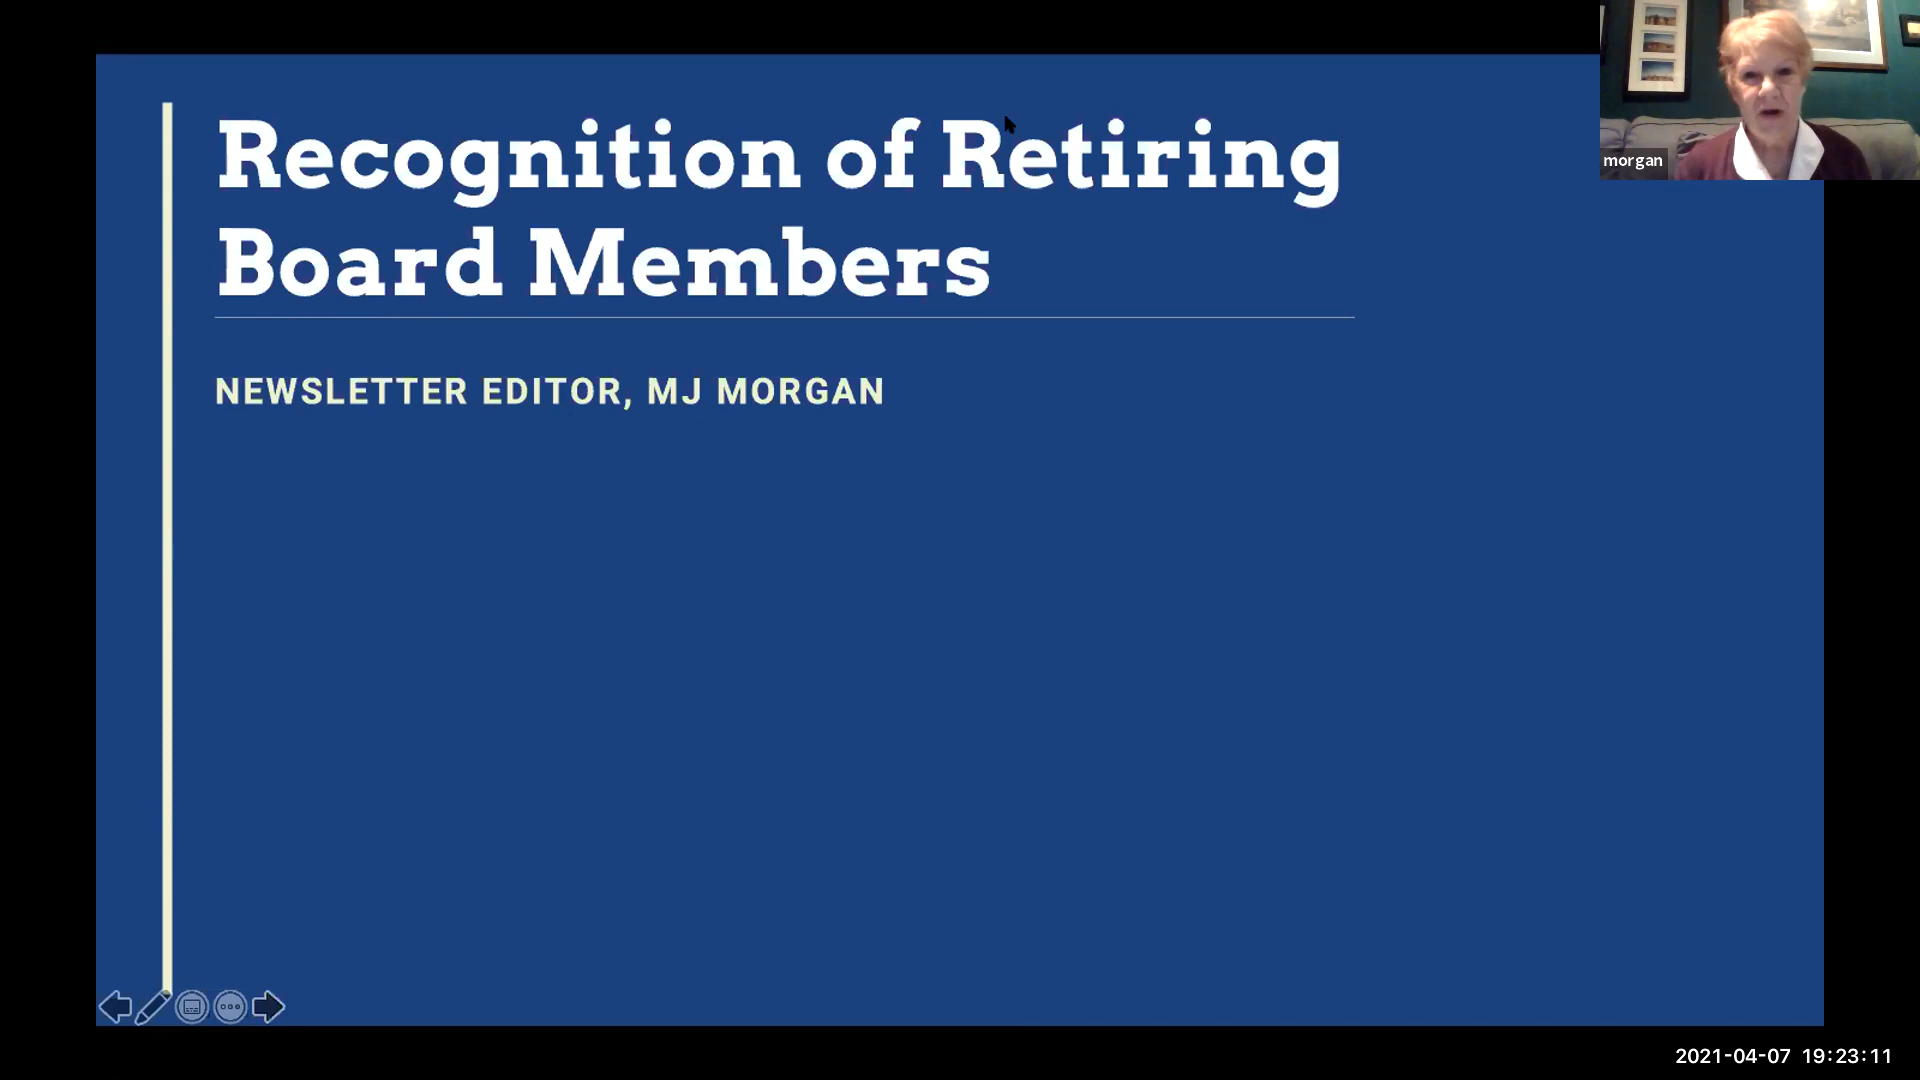 Recognition of Retiring
Board Members
NEWSLETTER EDITOR, MJ MORGAN
morgan
2021-04-07 19:23:11